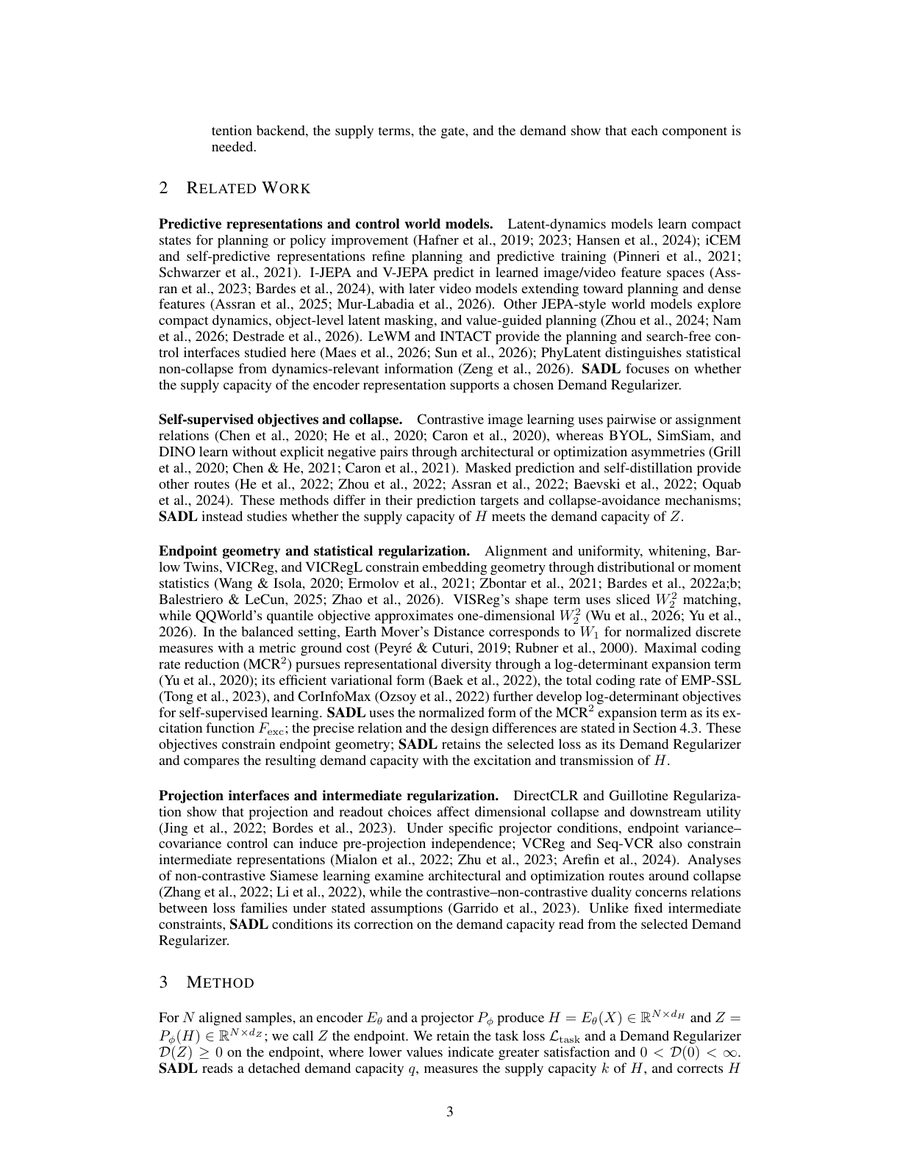 tention backend, the supply terms, the gate, and the demand show that each component is
needed.
2 RELATED WORK
Predictive representations and control world models. Latent-dynamics models learn compact
states for planning or policy improvement (Hafner et al., 2019; 2023; Hansen et al., 2024); iCEM
and self-predictive representations refine planning and predictive training (Pinneri et al., 2021;
Schwarzer et al., 2021). I-JEPA and V-JEPA predict in learned image/video feature spaces (Ass-
ran et al., 2023; Bardes et al., 2024), with later video models extending toward planning and dense
features (Assran et al., 2025; Mur-Labadia et al., 2026). Other JEPA-style world models explore
compact dynamics, object-level latent masking, and value-guided planning (Zhou et al., 2024; Nam
et al., 2026; Destrade et al., 2026). LeWM and INTACT provide the planning and search-free con-
trol interfaces studied here (Maes et al., 2026; Sun et al., 2026); PhyLatent distinguishes statistical
non-collapse from dynamics-relevant information (Zeng et al., 2026). SADL focuses on whether
the supply capacity of the encoder representation supports a chosen Demand Regularizer.
Self-supervised objectives and collapse. Contrastive image learning uses pairwise or assignment
relations (Chen et al., 2020; He et al., 2020; Caron et al., 2020), whereas BYOL, SimSiam, and
DINO learn without explicit negative pairs through architectural or optimization asymmetries (Grill
et al., 2020; Chen & He, 2021; Caron et al., 2021). Masked prediction and self-distillation provide
other routes (He et al., 2022; Zhou et al., 2022; Assran et al., 2022; Baevski et al., 2022; Oquab
et al., 2024). These methods differ in their prediction targets and collapse-avoidance mechanisms;
SADL instead studies whether the supply capacity of H meets the demand capacity of Z.
Endpoint geometry and statistical regularization. Alignment and uniformity, whitening, Bar-
low Twins, VICReg, and VICRegL constrain embedding geometry through distributional or moment
statistics (Wang & Isola, 2020; Ermolov et al., 2021; Zbontar et al., 2021; Bardes et al., 2022a;b;
Balestriero & LeCun, 2025; Zhao et al., 2026). VISReg's shape term uses sliced W₂² matching,
while QQWorld's quantile objective approximates one-dimensional W₂² (Wu et al., 2026; Yu et al.,
2026). In the balanced setting, Earth Mover's Distance corresponds to W₁ for normalized discrete
measures with a metric ground cost (Peyré & Cuturi, 2019; Rubner et al., 2000). Maximal coding
rate reduction (MCR²) pursues representational diversity through a log-determinant expansion term
(Yu et al., 2020); its efficient variational form (Baek et al., 2022), the total coding rate of EMP-SSL
(Tong et al., 2023), and CorInfoMax (Ozsoy et al., 2022) further develop log-determinant objectives
for self-supervised learning. SADL uses the normalized form of the MCR² expansion term as its ex-
citation function F_exc; the precise relation and the design differences are stated in Section 4.3. These
objectives constrain endpoint geometry; SADL retains the selected loss as its Demand Regularizer
and compares the resulting demand capacity with the excitation and transmission of H.
Projection interfaces and intermediate regularization. DirectCLR and Guillotine Regulariza-
tion show that projection and readout choices affect dimensional collapse and downstream utility
(Jing et al., 2022; Bordes et al., 2023). Under specific projector conditions, endpoint variance–
covariance control can induce pre-projection independence; VCReg and Seq-VCR also constrain
intermediate representations (Mialon et al., 2022; Zhu et al., 2023; Arefin et al., 2024). Analyses
of non-contrastive Siamese learning examine architectural and optimization routes around collapse
(Zhang et al., 2022; Li et al., 2022), while the contrastive–non-contrastive duality concerns relations
between loss families under stated assumptions (Garrido et al., 2023). Unlike fixed intermediate
constraints, SADL conditions its correction on the demand capacity read from the selected Demand
Regularizer.
3 METHOD
For N aligned samples, an encoder E_θ and a projector P_ϕ produce H = E_θ(X) ∈ ℝ^{N×d_H} and Z =
P_ϕ(H) ∈ ℝ^{N×d_Z}; we call Z the endpoint. We retain the task loss ℒ_task and a Demand Regularizer
𝒟(Z) ≥ 0 on the endpoint, where lower values indicate greater satisfaction and 0 < 𝒟(0) < ∞.
SADL reads a detached demand capacity q, measures the supply capacity k of H, and corrects H
3